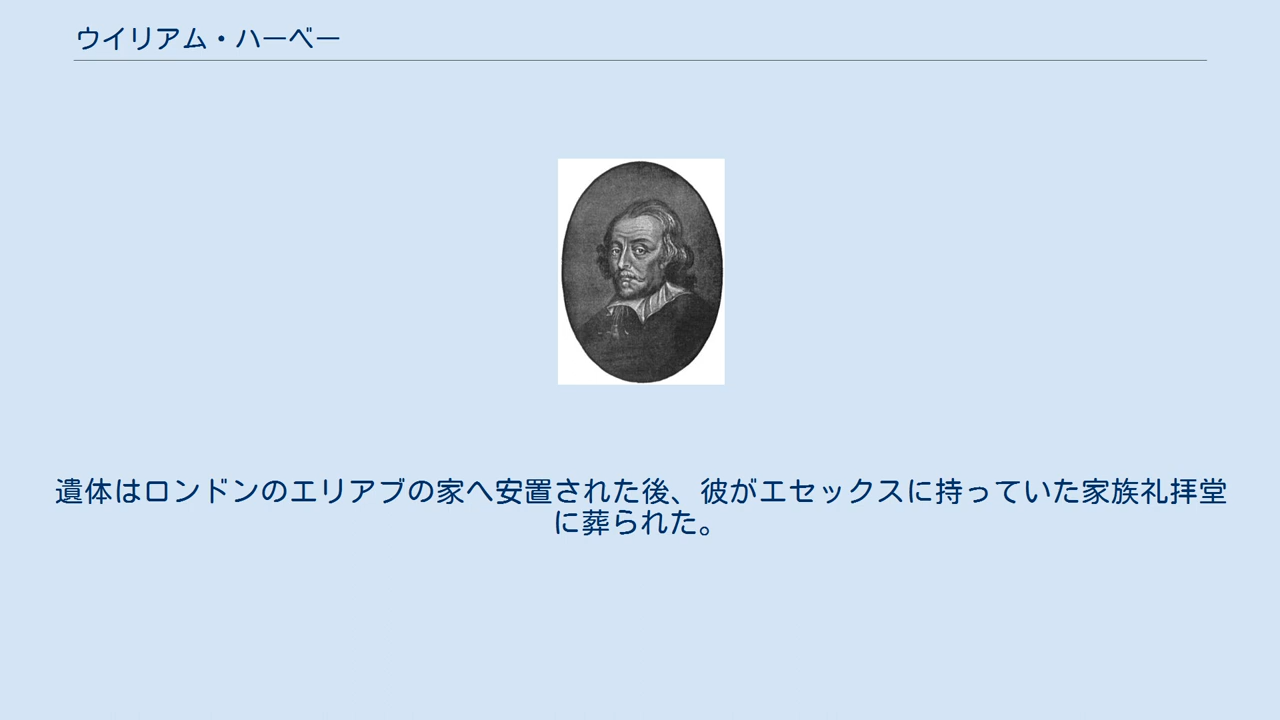 ウイリアム・ハーベー
遺体はロンドンのエリアブの家へ安置された後、彼がエセックスに持っていた家族礼拝堂
に葬られた。